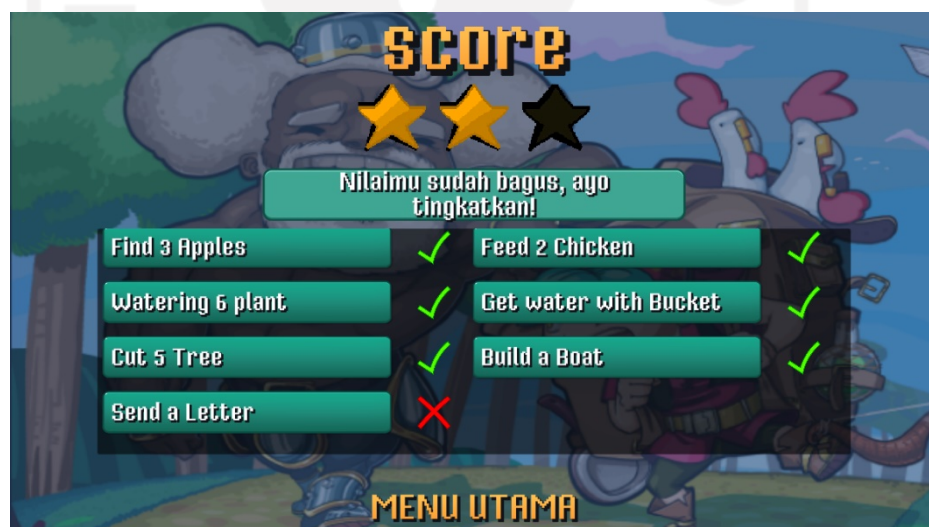 score
Nilaimu sudah bagus, ayo
tingkatkan!
Find 3 Apples
Feed 2 Chicken
Watering 6 plant
Get water with Bucket
Cut 5 Tree
Build a Boat
Send a Letter
MENU UTAMA